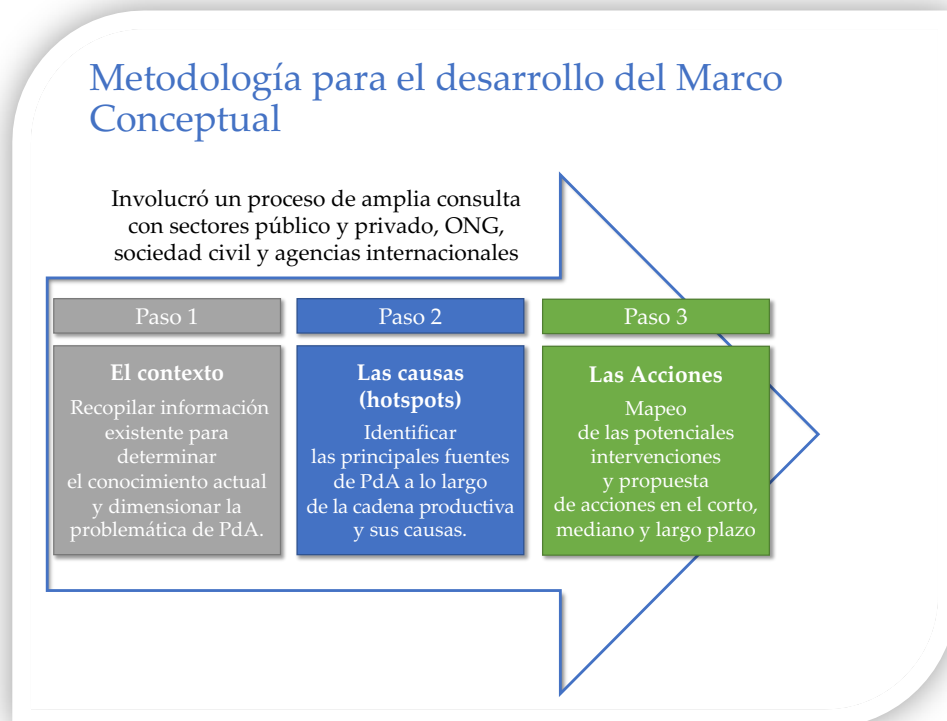 Metodología para el desarrollo del Marco
Conceptual
Involucró un proceso de amplia consulta
con sectores público y privado, ONG,
sociedad civil y agencias internacionales
Paso 1
El contexto
Recopilar información
existente para
determinar
el conocimiento actual
y dimensionar la
problemática de PdA.
Paso 2
Las causas
(hotspots)
Identificar
las principales fuentes
de PdA a lo largo
de la cadena productiva
y sus causas.
Paso 3
Las Acciones
Mapeo
de las potenciales
intervenciones
y propuesta
de acciones en el corto,
mediano y largo plazo